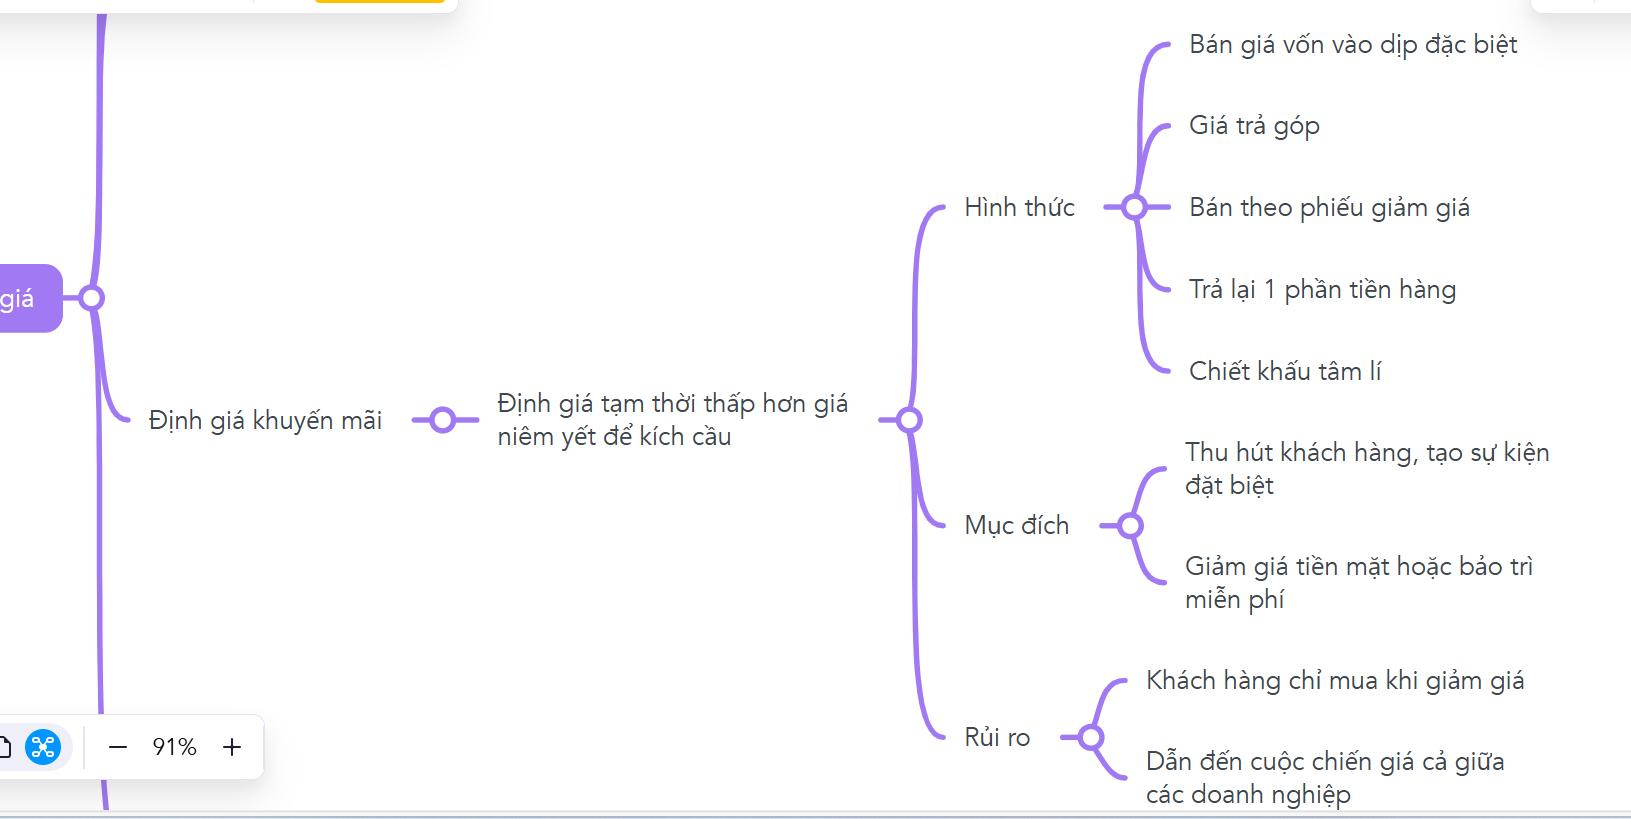 giá
Định giá khuyến mãi
Định giá tạm thời thấp hơn giá
niêm yết để kích cầu
Hình thức
Bán giá vốn vào dịp đặc biệt
Giá trả góp
Bán theo phiếu giảm giá
Trả lại 1 phần tiền hàng
Chiết khấu tâm lí
Mục đích
Thu hút khách hàng, tạo sự kiện
đặt biệt
Giảm giá tiền mặt hoặc bảo trì
miễn phí
Rủi ro
Khách hàng chỉ mua khi giảm giá
Dẫn đến cuộc chiến giá cả giữa
các doanh nghiệp
91%